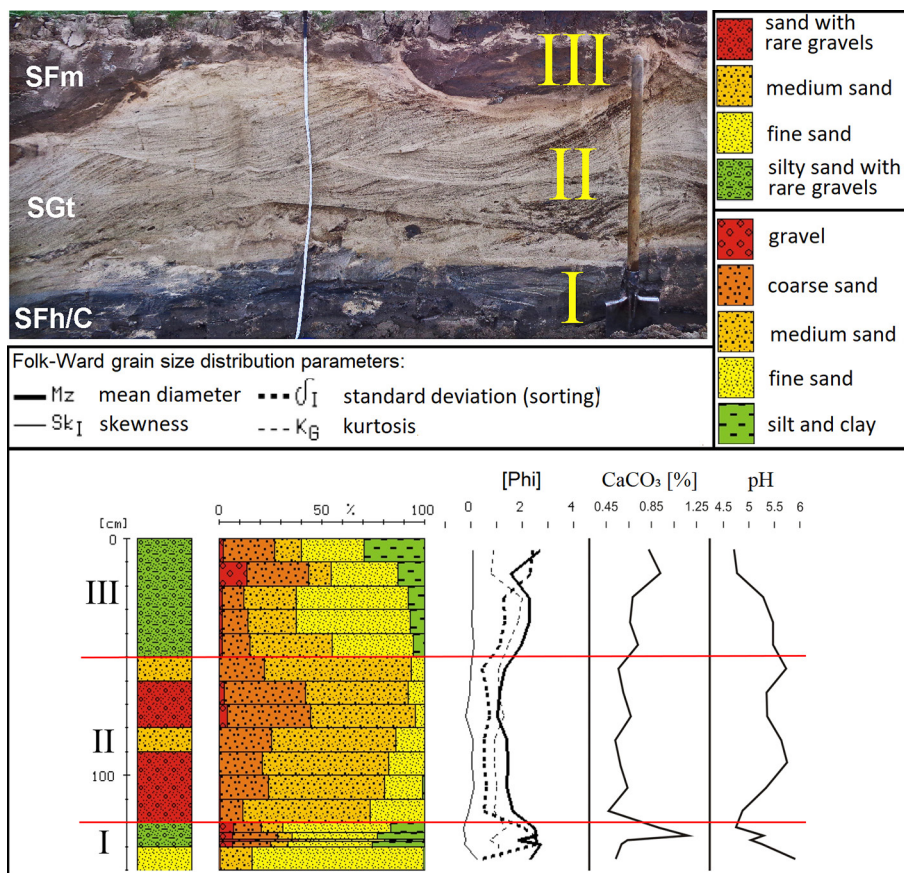 SFm
SGt
SFh/C
III
II
I
sand with
rare gravels
medium sand
fine sand
silty sand with
rare gravels
gravel
coarse sand
medium sand
fine sand
silt and clay
Folk-Ward grain size distribution parameters:
Mz mean diameter
σI standard deviation (sorting)
SkI skewness
KG kurtosis
[cm]
0 50 % 100
[Phi]
0 2 4
CaCO₃ [%]
0.45 0.85 1.25
pH
4.5 5 5.5 6
0
100
III
II
I